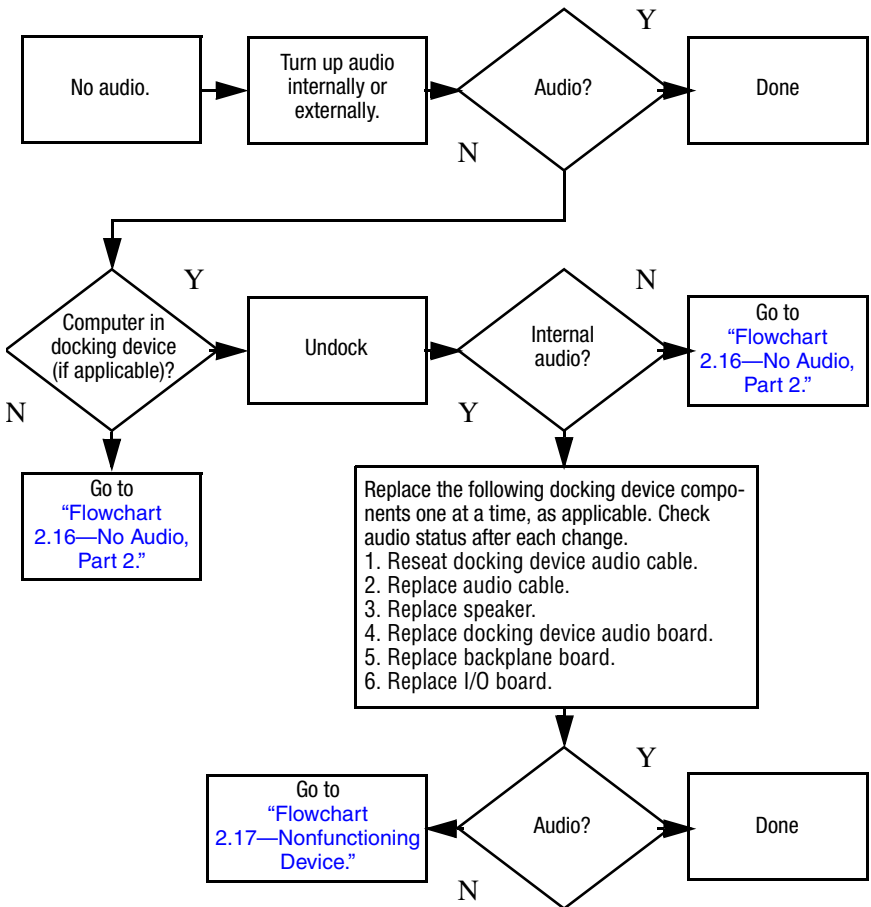 No audio.
Turn up audio
internally or
externally.
Audio?
Y
N
Done
Computer in
docking device
(if applicable)?
Y
N
Undock
Internal
audio?
N
Y
Go to
“Flowchart
2.16—No Audio,
Part 2.”
Go to
“Flowchart
2.16—No Audio,
Part 2.”
Replace the following docking device compo-
nents one at a time, as applicable. Check
audio status after each change.
1. Reseat docking device audio cable.
2. Replace audio cable.
3. Replace speaker.
4. Replace docking device audio board.
5. Replace backplane board.
6. Replace I/O board.
Go to
“Flowchart
2.17—Nonfunctioning
Device.”
Audio?
Y
N
Done